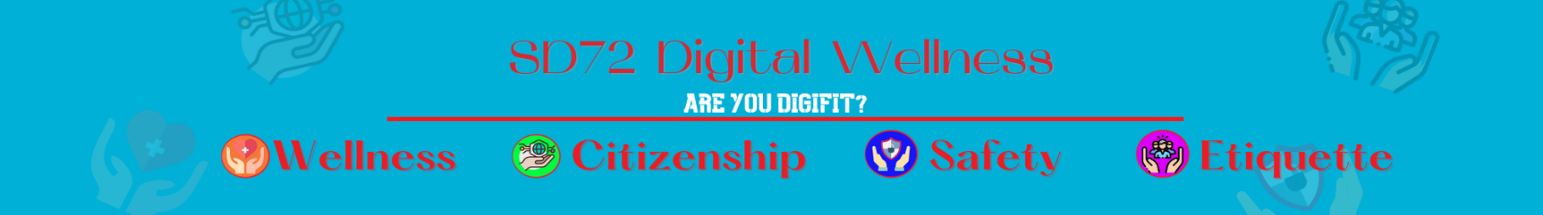 SD72 Digital Wellness
ARE YOU DIGIFIT?
Wellness Citizenship Safety Etiquette